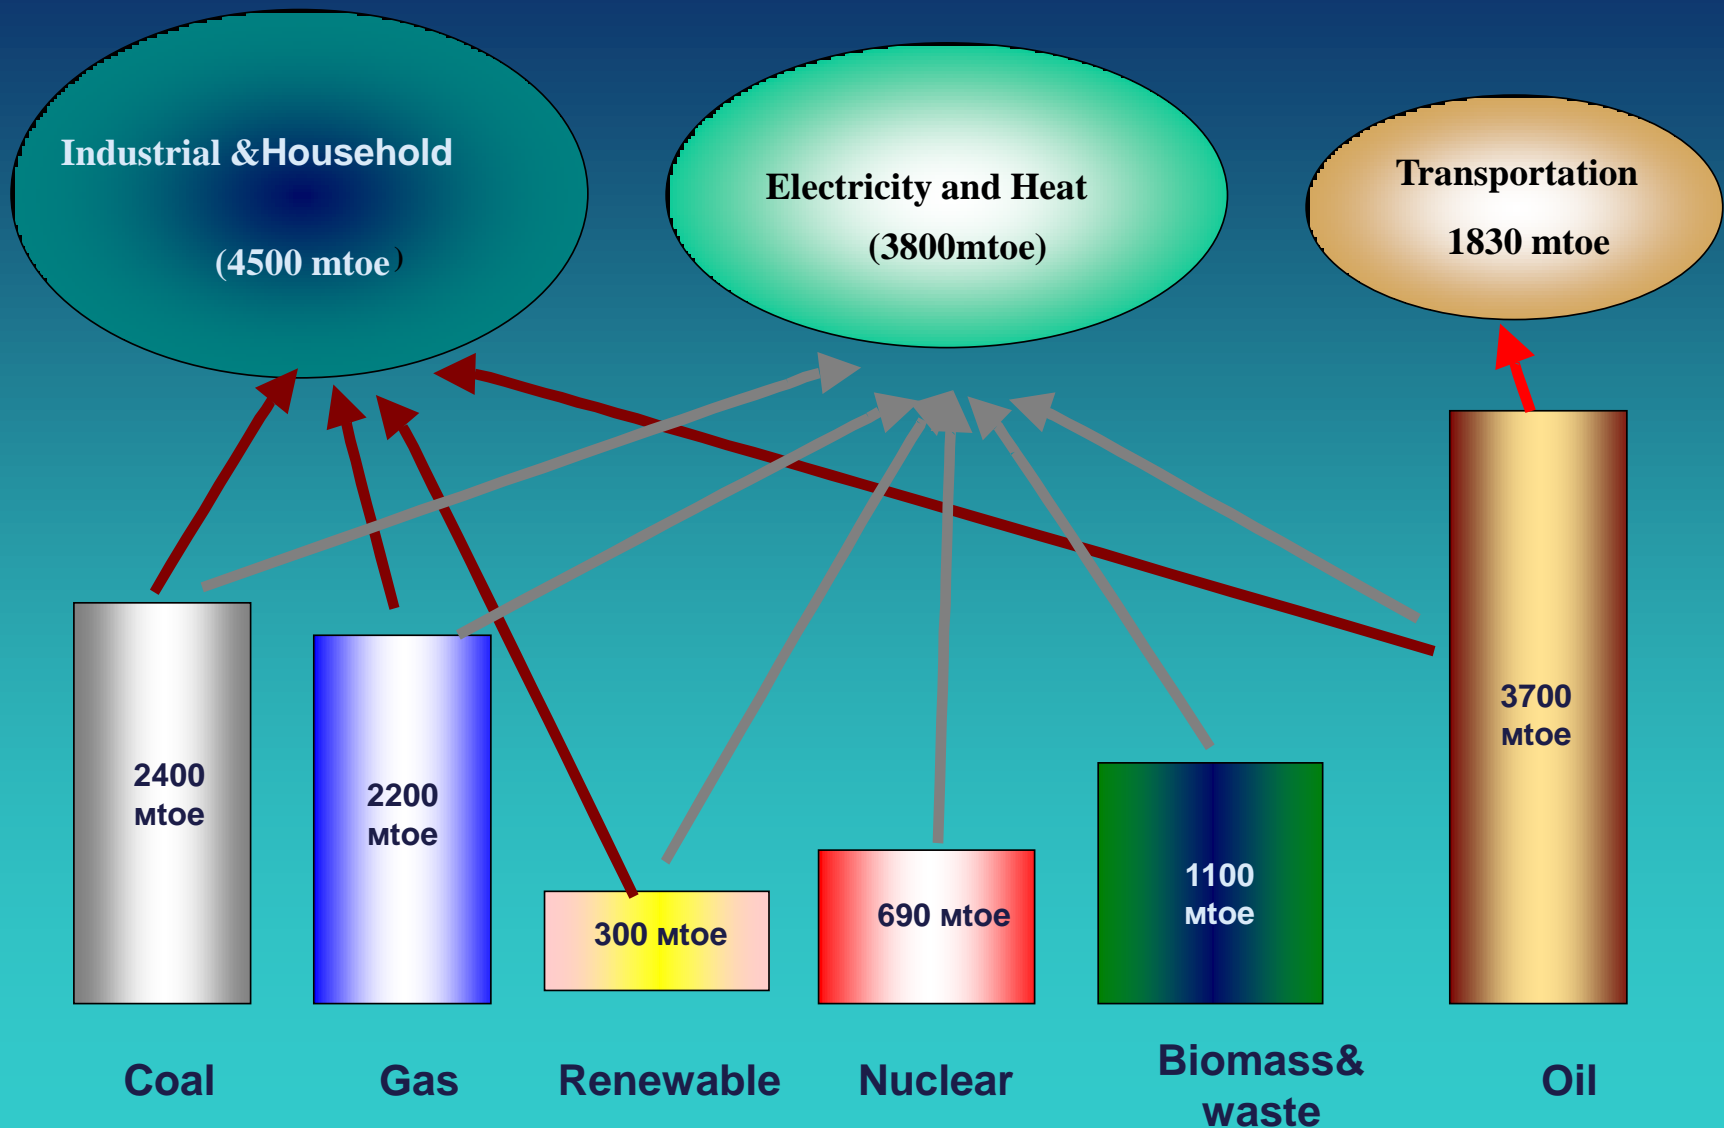 Industrial &Household
(4500 mtoe)
Electricity and Heat
(3800mtoe)
Transportation
1830 mtoe
2400
мtoe
2200
мtoe
300 мtoe
690 мtoe
1100
мtoe
3700
мtoe
Coal
Gas
Renewable
Nuclear
Biomass&
waste
Oil